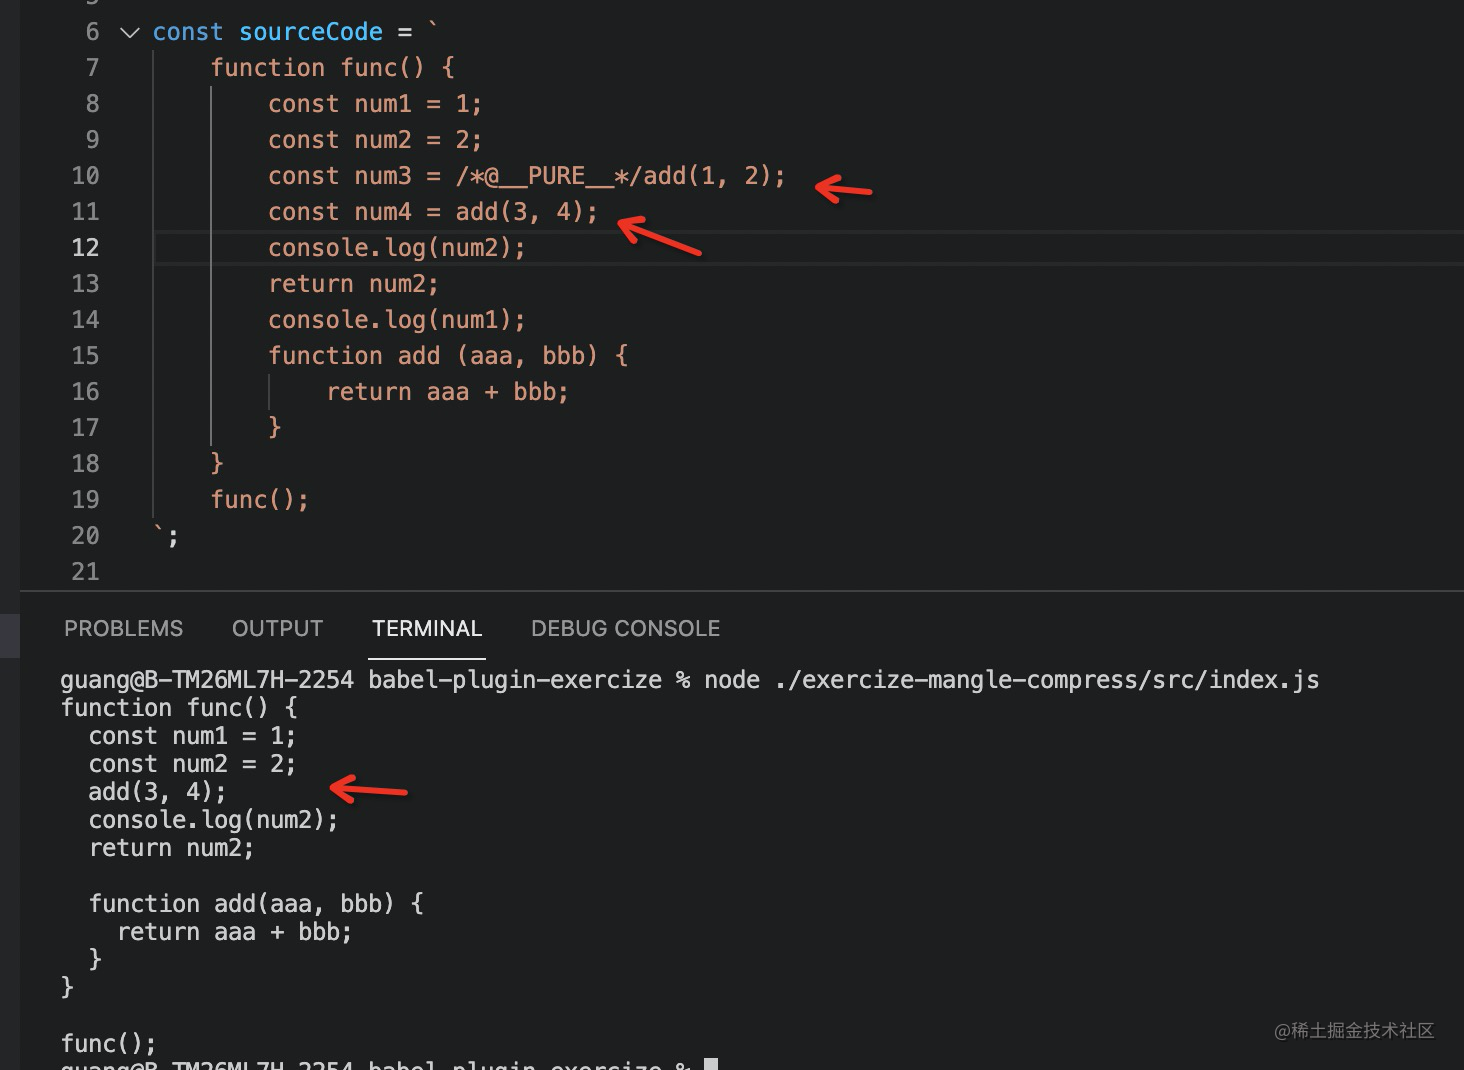 6 const sourceCode = `
7 function func() {
8 const num1 = 1;
9 const num2 = 2;
10 const num3 = /*@__PURE__*/add(1, 2);
11 const num4 = add(3, 4);
12 console.log(num2);
13 return num2;
14 console.log(num1);
15 function add (aaa, bbb) {
16 return aaa + bbb;
17 }
18 }
19 func();
20 `;
21
PROBLEMS OUTPUT TERMINAL DEBUG CONSOLE
guang@B-TM26ML7H-2254 babel-plugin-exercize % node ./exercize-mangle-compress/src/index.js
function func() {
const num1 = 1;
const num2 = 2;
add(3, 4);
console.log(num2);
return num2;
function add(aaa, bbb) {
return aaa + bbb;
}
}
func();
guang@B-TM26ML7H-2254 babel-plugin-exercize %
@稀土掘金技术社区